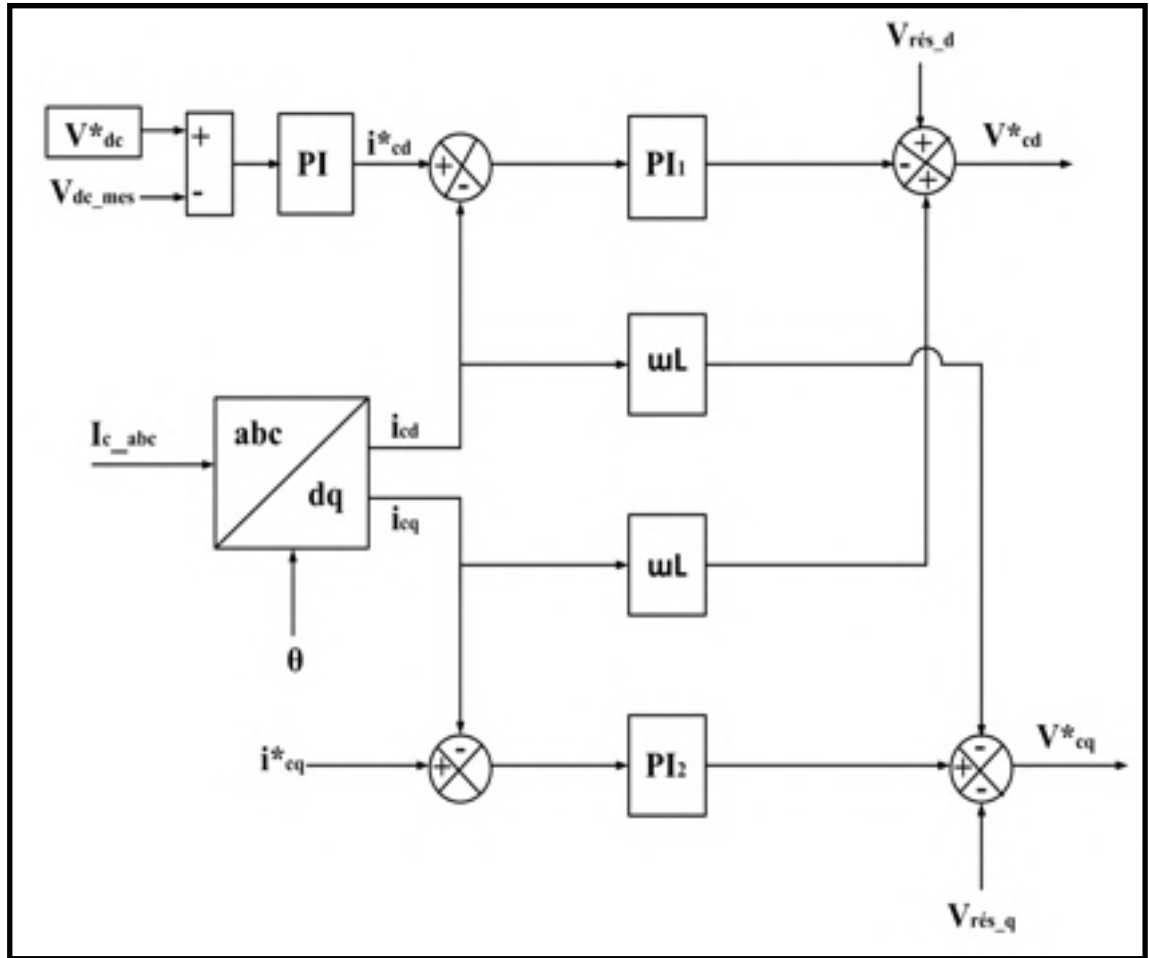 Vrés_d
V*dc
+
-
Vdc_mes
PI
i*cd
+
-
PI1
+
-
+
V*cd
ωL
Ic_abc
abc
dq
icd
icq
θ
ωL
i*cq
-
+
PI2
-
+
-
V*cq
Vrés_q